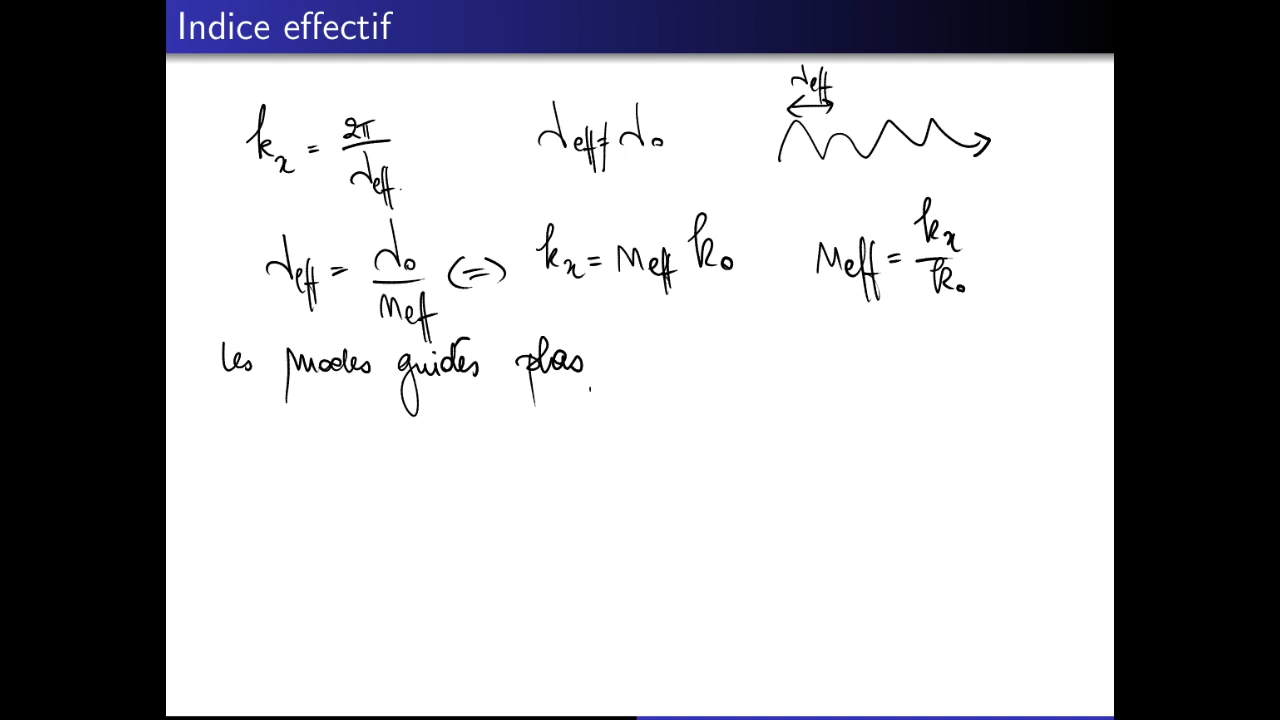 Indice effectif
λeff
kx = 2π / λeff λeff ≠ λ0
λeff = λ0 / neff (=) kx = neff k0 neff = kx / k0
les modes guidés plas